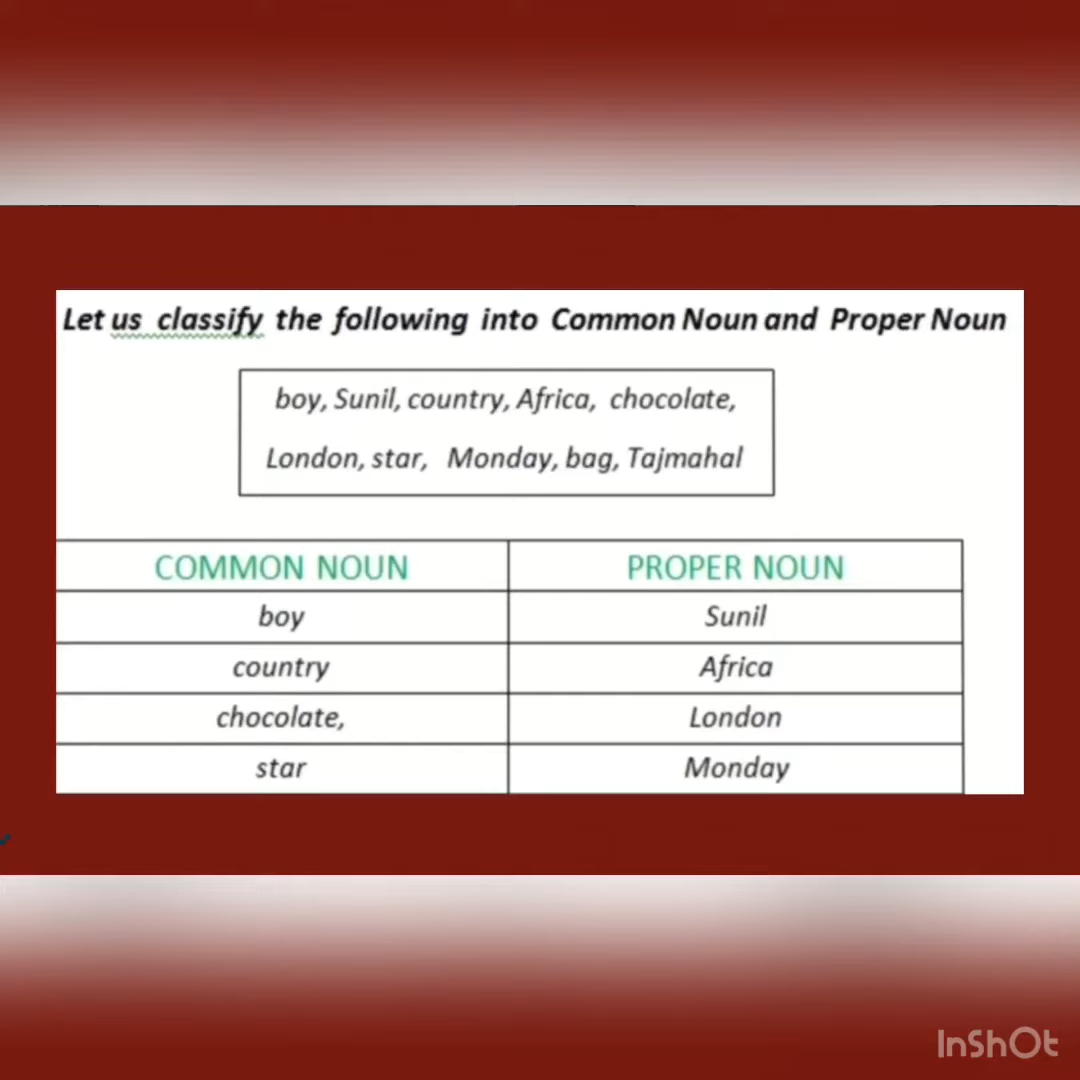 Let us classify the following into Common Noun and Proper Noun
boy, Sunil, country, Africa, chocolate,
London, star, Monday, bag, Tajmahal
COMMON NOUN PROPER NOUN
boy Sunil
country Africa
chocolate, London
star Monday
InShOt